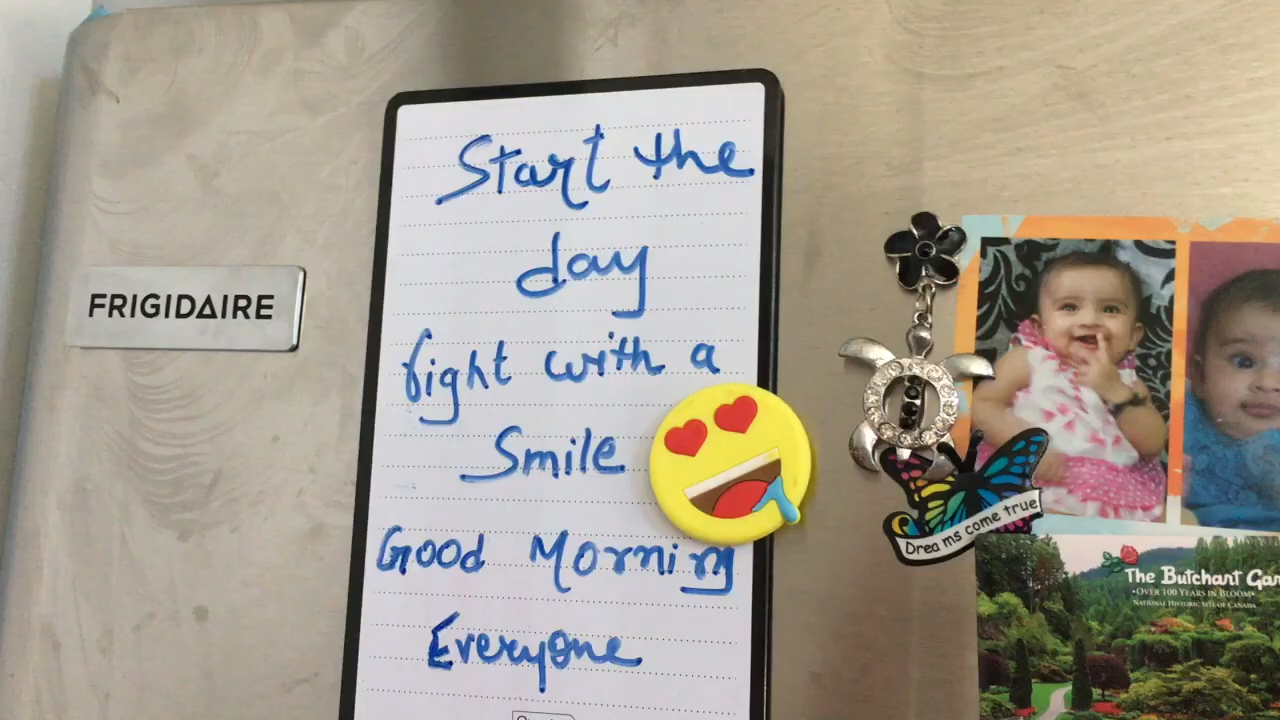 FRIGIDAIRE
Start the
day
right with a
Smile
Good Morning
Everyone
Dreams come true
The Butchart Gar
•OVER 100 YEARS IN BLOOM•
NATIONAL HISTORIC SITE OF CANADA